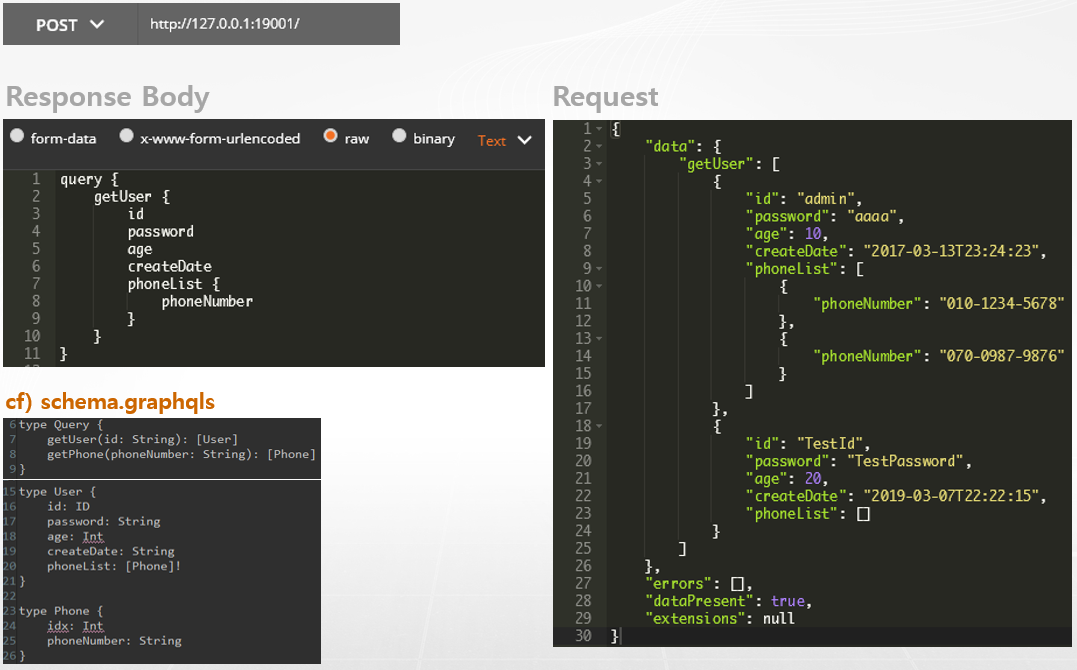 POST http://127.0.0.1:19001/
Response Body
form-data x-www-form-urlencoded raw binary Text
1 query {
2 getUser {
3 id
4 password
5 age
6 createDate
7 phoneList {
8 phoneNumber
9 }
10 }
11 }
cf) schema.graphqls
6 type Query {
7 getUser(id: String): [User]
8 getPhone(phoneNumber: String): [Phone]
9 }
15 type User {
16 id: ID
17 password: String
18 age: Int
19 createDate: String
20 phoneList: [Phone]!
21 }
22
23 type Phone {
24 idx: Int
25 phoneNumber: String
26 }
Request
1 {
2 "data": {
3 "getUser": [
4 {
5 "id": "admin",
6 "password": "aaaa",
7 "age": 10,
8 "createDate": "2017-03-13T23:24:23",
9 "phoneList": [
10 {
11 "phoneNumber": "010-1234-5678"
12 },
13 {
14 "phoneNumber": "070-0987-9876"
15 }
16 ]
17 },
18 {
19 "id": "TestId",
20 "password": "TestPassword",
21 "age": 20,
22 "createDate": "2019-03-07T22:22:15",
23 "phoneList": []
24 }
25 ]
26 },
27 "errors": [],
28 "dataPresent": true,
29 "extensions": null
30 }